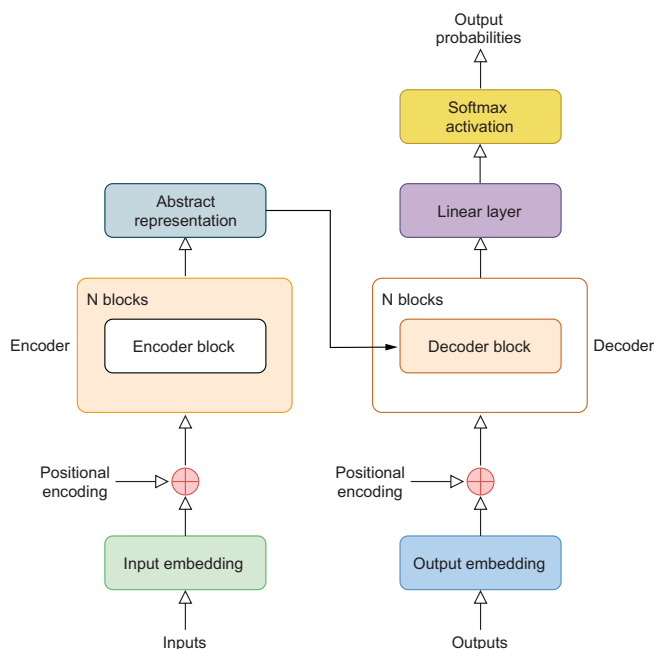 Output
probabilities
Softmax
activation
Abstract
representation
Linear layer
N blocks
N blocks
Encoder
Encoder block
Decoder block
Decoder
Positional
encoding
Positional
encoding
Input embedding
Output embedding
Inputs
Outputs